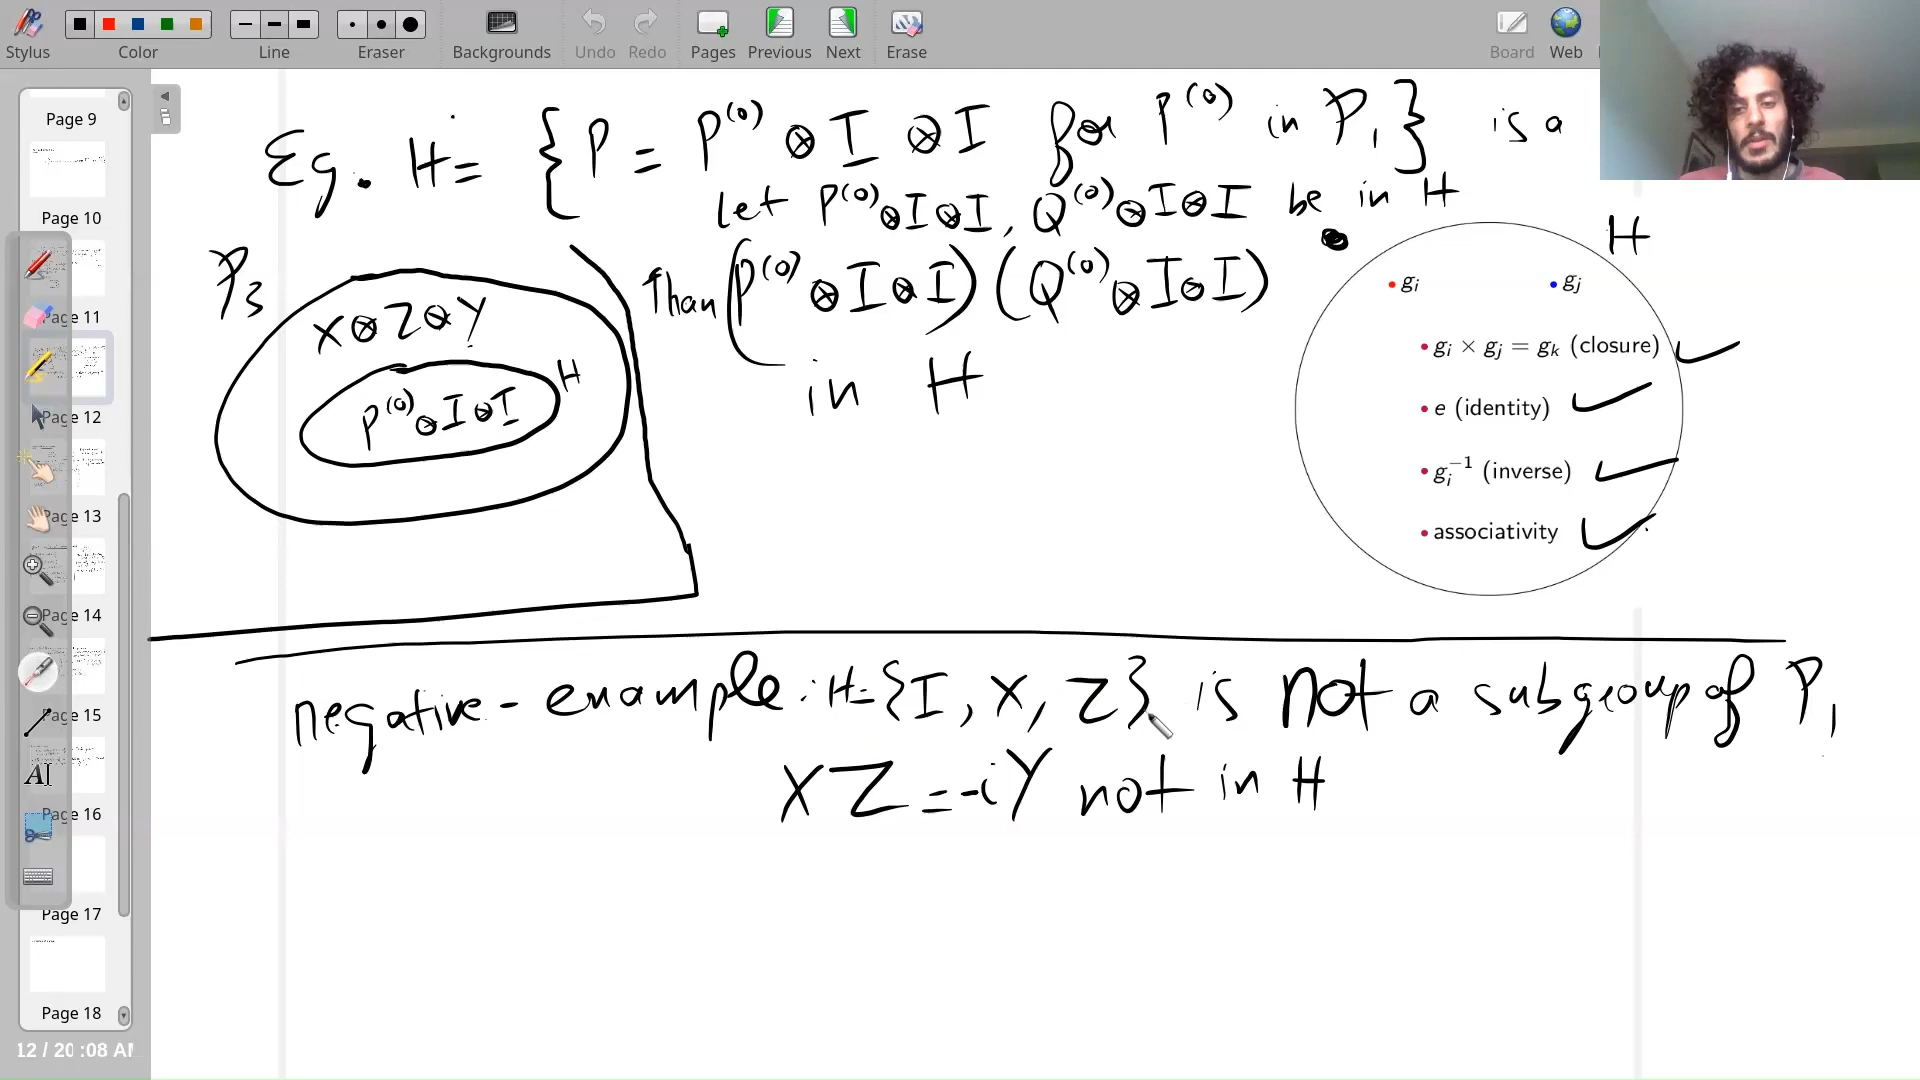 Stylus Color Line Eraser Backgrounds Undo Redo Pages Previous Next Erase Board Web
Page 9
Page 10
Page 11
Page 12
Page 13
Page 14
Page 15
Page 16
Page 17
Page 18
12 / 20
Eg. H = { P = P^(0) ⊗ I ⊗ I for P^(0) in P_1 } is a
let P^(0) ⊗ I ⊗ I, Q^(0) ⊗ I ⊗ I be in H
Than (P^(0) ⊗ I ⊗ I) (Q^(0) ⊗ I ⊗ I)
in H
P_3
X ⊗ Z ⊗ Y
H
P^(0) ⊗ I ⊗ I
H
g_i g_j
g_i × g_j = g_k (closure)
e (identity)
g_i^-1 (inverse)
associativity
negative - example : H = {I, X, Z} is not a subgroup of P_1
XZ = -iY not in H